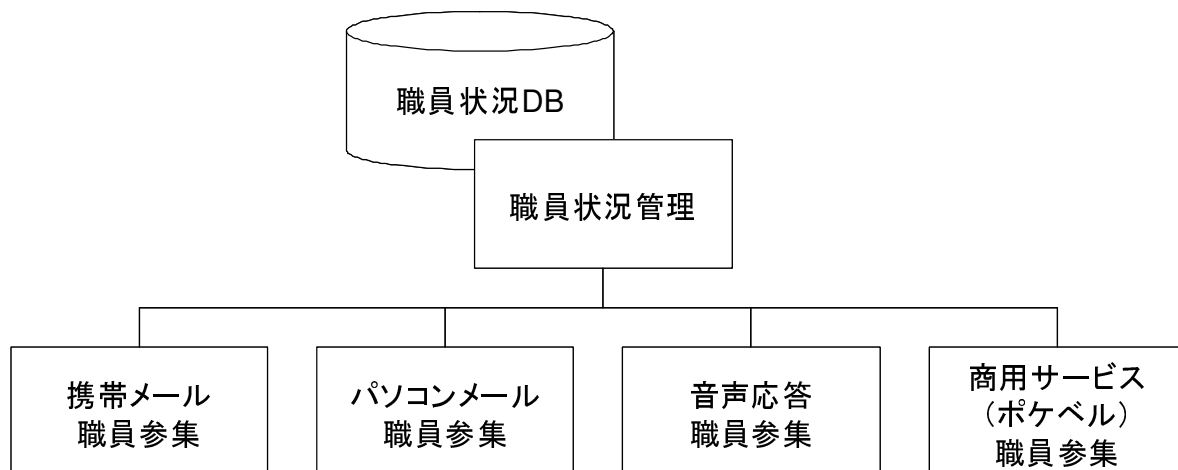 職員状況DB
職員状況管理
携帯メール
職員参集
パソコンメール
職員参集
音声応答
職員参集
商用サービス
(ポケベル)
職員参集